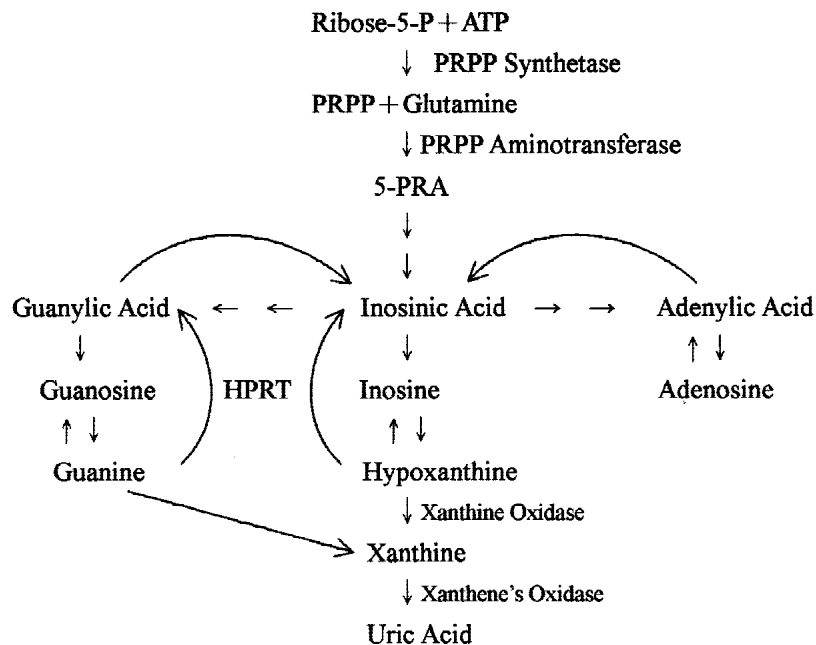 Ribose-5-P+ATP
↓ PRPP Synthetase
PRPP+Glutamine
↓ PRPP Aminotransferase
5-PRA
↓
↓
Guanylic Acid ← ← Inosinic Acid → → Adenylic Acid
↓ ↓ ↑ ↓
Guanosine HPRT Inosine Adenosine
↑ ↓ ↑ ↓
Guanine Hypoxanthine
↓ Xanthine Oxidase
Xanthine
↓ Xanthene's Oxidase
Uric Acid